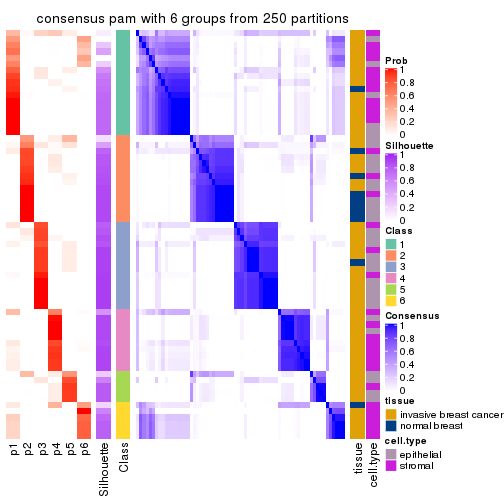 consensus pam with 6 groups from 250 partitions
Prob
1
0.8
0.6
0.4
0.2
0
Silhouette
1
0.8
0.6
0.4
0.2
0
Class
1
2
3
4
5
6
Consensus
1
0.8
0.6
0.4
0.2
0
tissue
invasive breast cancer
normal breast
cell.type
epithelial
stromal
p1
p2
p3
p4
p5
p6
Silhouette
Class
tissue
cell.type